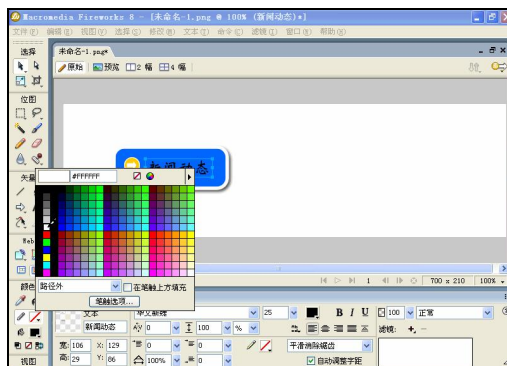 Macromedia Fireworks 8 - [未命名-1.png @ 100% (新闻动态)*]
文件(F) 编辑(E) 视图(V) 选择(S) 修改(M) 文本(T) 命令(C) 滤镜(I) 窗口(W) 帮助(H)
选择
未命名-1.png*
原始 预览 2 幅 4 幅
位图
新闻动态
矢量
#FFFFFF
Web
颜色
路径外 在笔触上方填充
笔触选项...
1 700 x 210 100%
文本 25 B I U 100 正常
新闻动态 0 100 % 滤镜:
宽: 106 X: 129 0 0 平滑消除锯齿
高: 29 Y: 86 100% 0 自动调整字距
视图